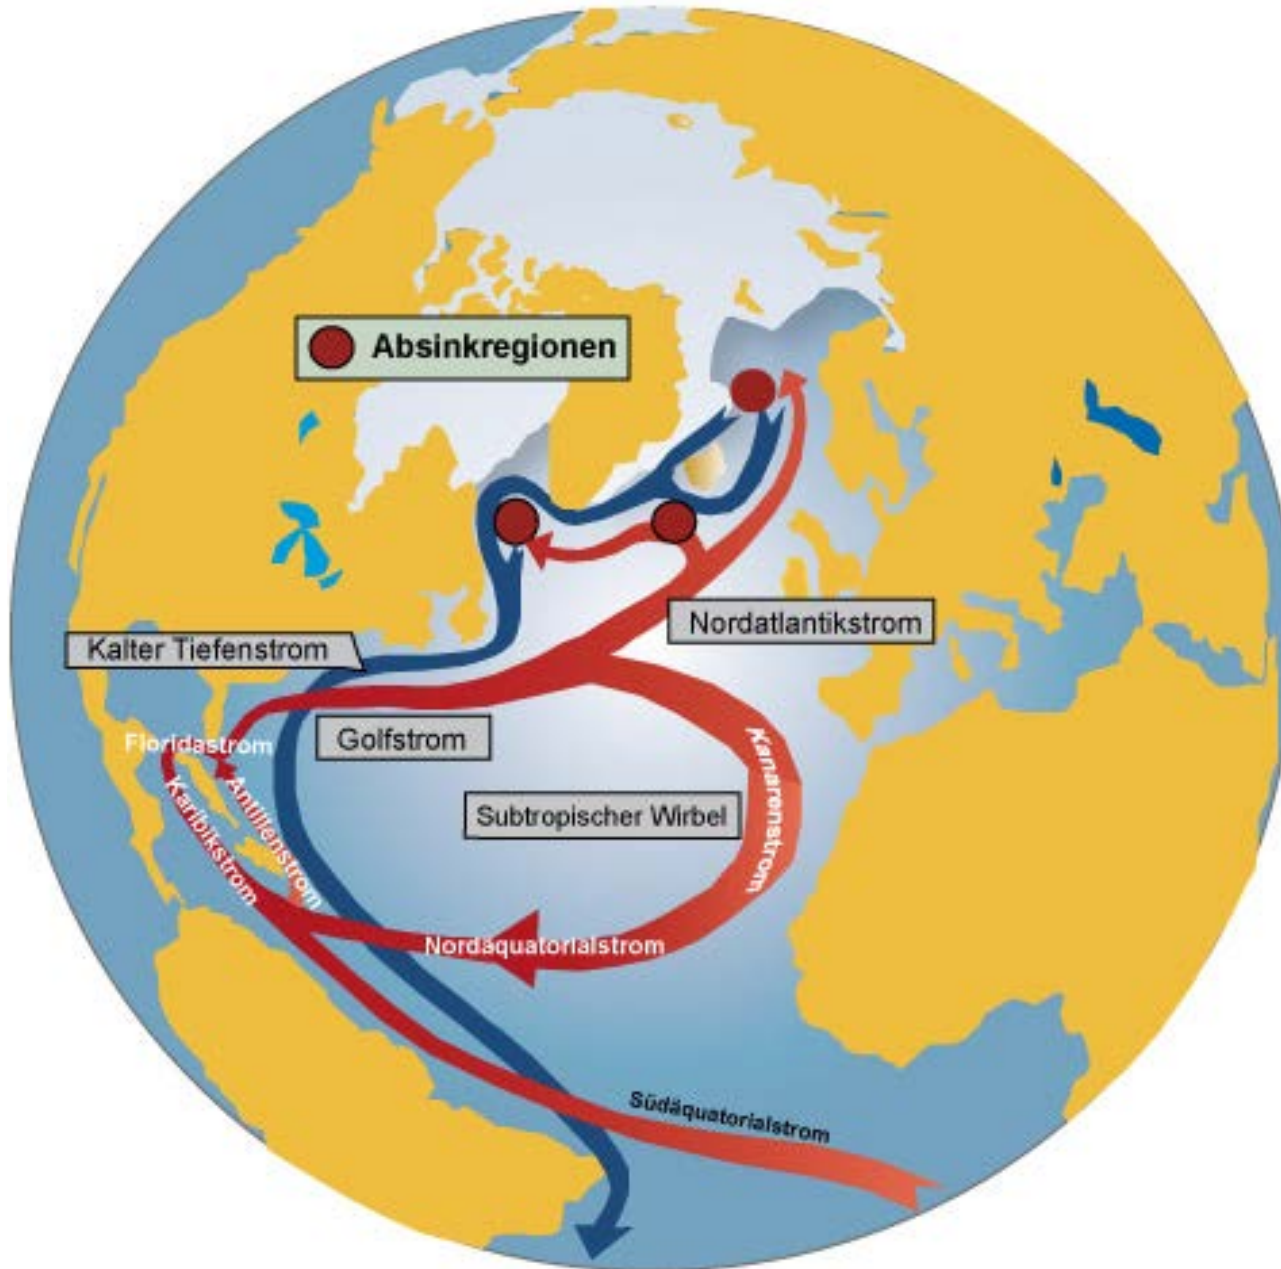 Absinkregionen
Nordatlantikstrom
Kalter Tiefenstrom
Golfstrom
Floridastrom
Kanarenstrom
Antillenstrom
Karibikstrom
Subtropischer Wirbel
Nordäquatorialstrom
Südäquatorialstrom